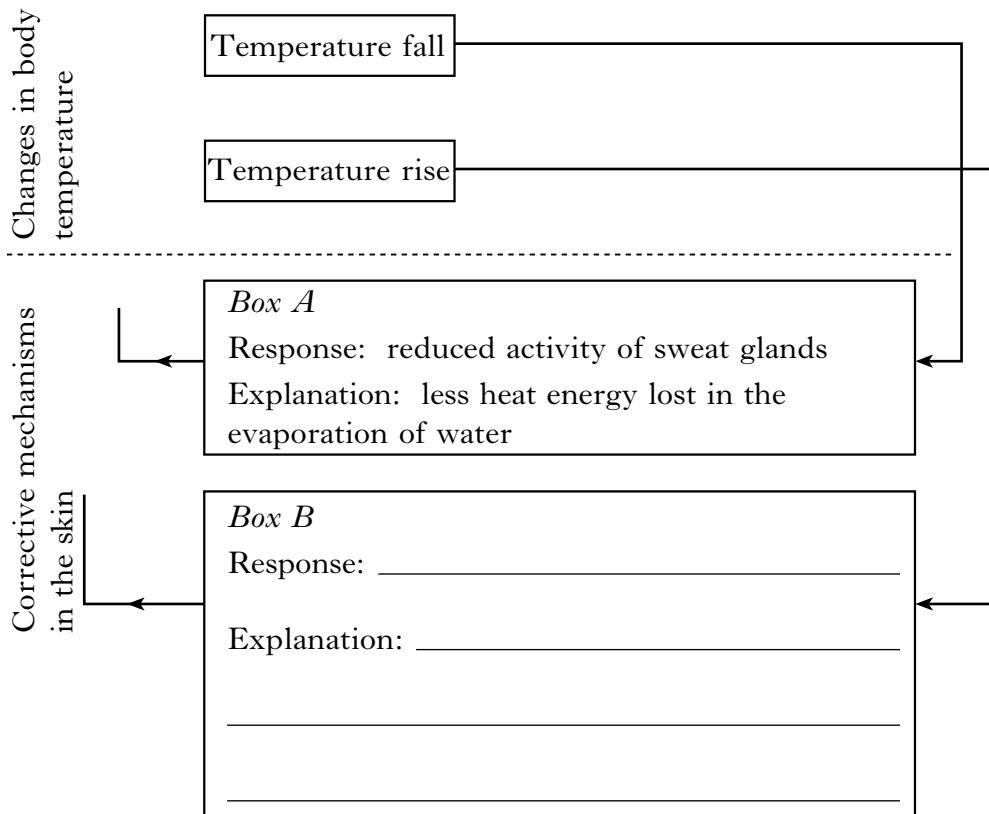 Changes in body
temperature
Temperature fall
Temperature rise
Corrective mechanisms
in the skin
Box A
Response: reduced activity of sweat glands
Explanation: less heat energy lost in the
evaporation of water
Box B
Response:
Explanation: